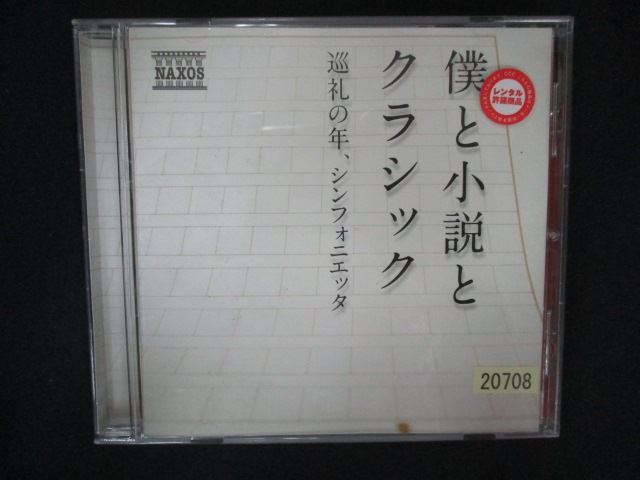 NAXOS
僕と小説と
クラシック
巡礼の年、シンフォニエッタ
レンタル
許諾商品
20708